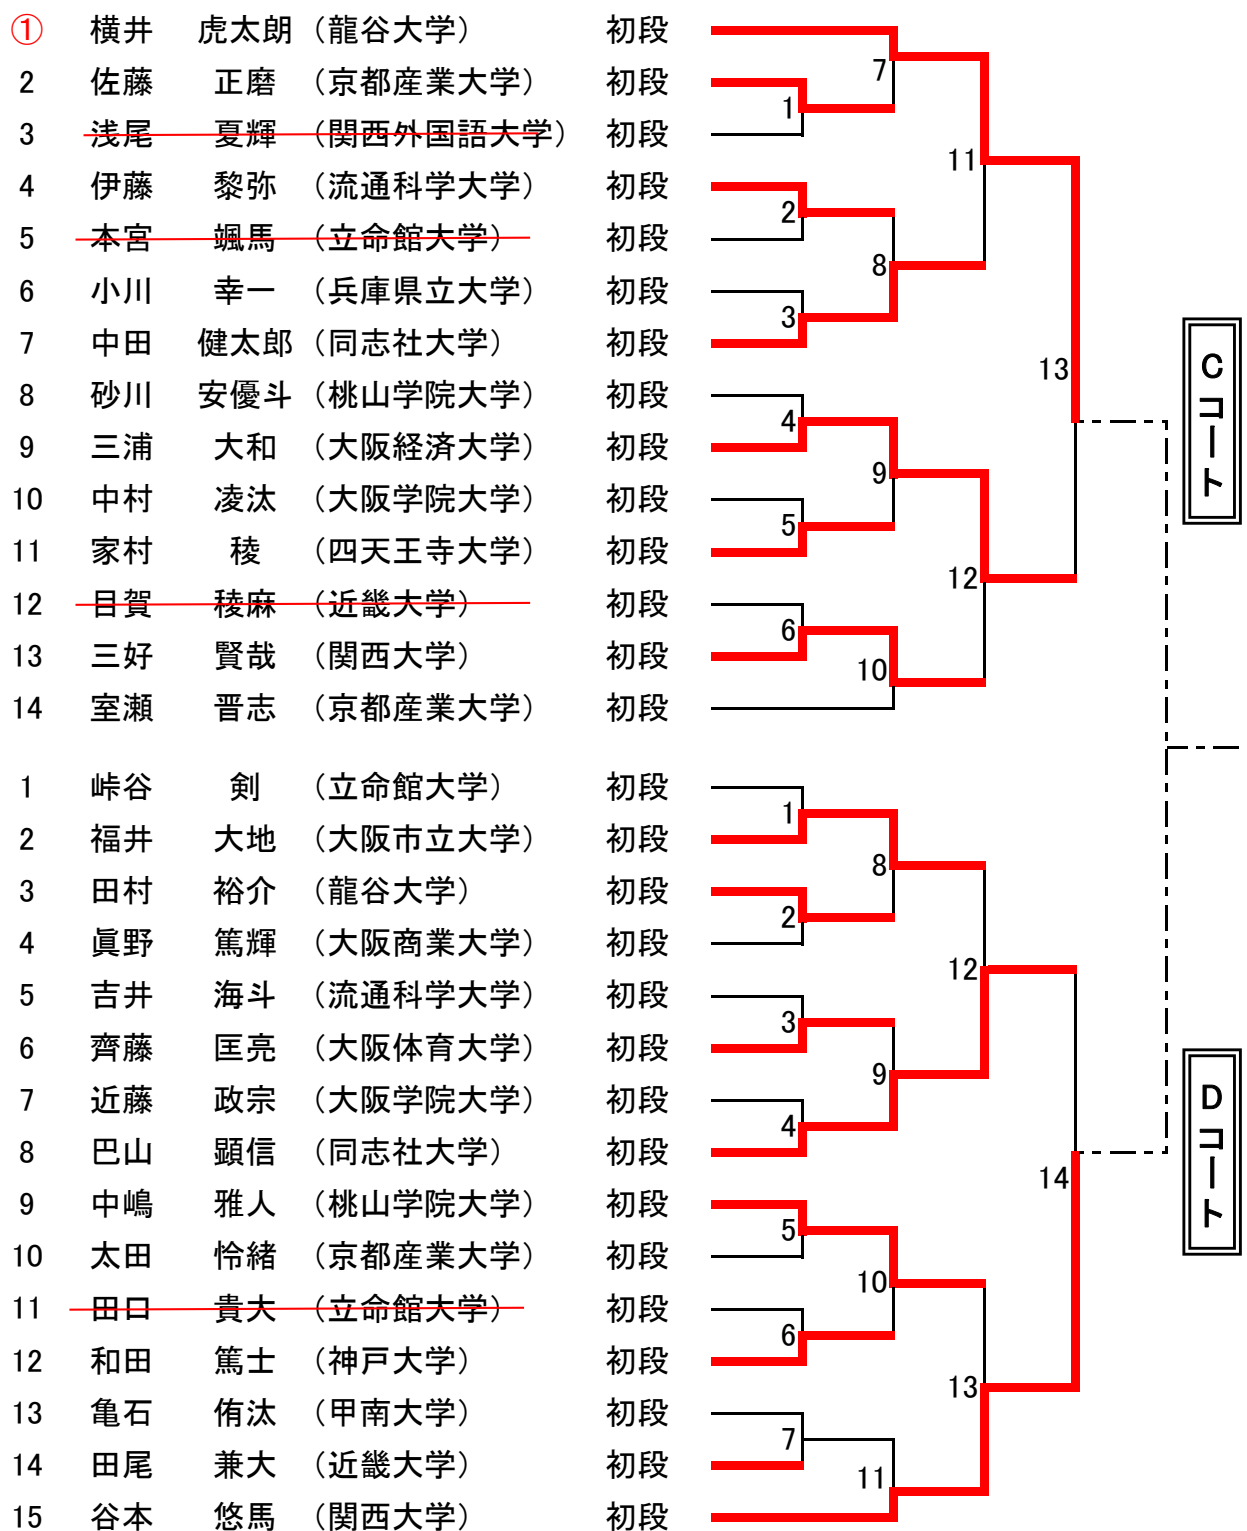 ① 横井 虎太朗 (龍谷大学) 初段
2 佐藤 正磨 (京都産業大学) 初段
3 浅尾 夏輝 (関西外国語大学) 初段
4 伊藤 黎弥 (流通科学大学) 初段
5 本宮 颯馬 (立命館大学) 初段
6 小川 幸一 (兵庫県立大学) 初段
7 中田 健太郎 (同志社大学) 初段
8 砂川 安優斗 (桃山学院大学) 初段
9 三浦 大和 (大阪経済大学) 初段
10 中村 凌汰 (大阪学院大学) 初段
11 家村 稜 (四天王寺大学) 初段
12 目賀 稜麻 (近畿大学) 初段
13 三好 賢哉 (関西大学) 初段
14 室瀬 晋志 (京都産業大学) 初段
7
1
11
2
8
3
13
4
9
5
12
6
10
Cコート
1 峠谷 剣 (立命館大学) 初段
2 福井 大地 (大阪市立大学) 初段
3 田村 裕介 (龍谷大学) 初段
4 眞野 篤輝 (大阪商業大学) 初段
5 吉井 海斗 (流通科学大学) 初段
6 齊藤 匡亮 (大阪体育大学) 初段
7 近藤 政宗 (大阪学院大学) 初段
8 巴山 顕信 (同志社大学) 初段
9 中嶋 雅人 (桃山学院大学) 初段
10 太田 怜緒 (京都産業大学) 初段
11 田口 貴大 (立命館大学) 初段
12 和田 篤士 (神戸大学) 初段
13 亀石 侑汰 (甲南大学) 初段
14 田尾 兼大 (近畿大学) 初段
15 谷本 悠馬 (関西大学) 初段
1
8
2
12
3
9
4
14
5
10
6
13
7
11
Dコート